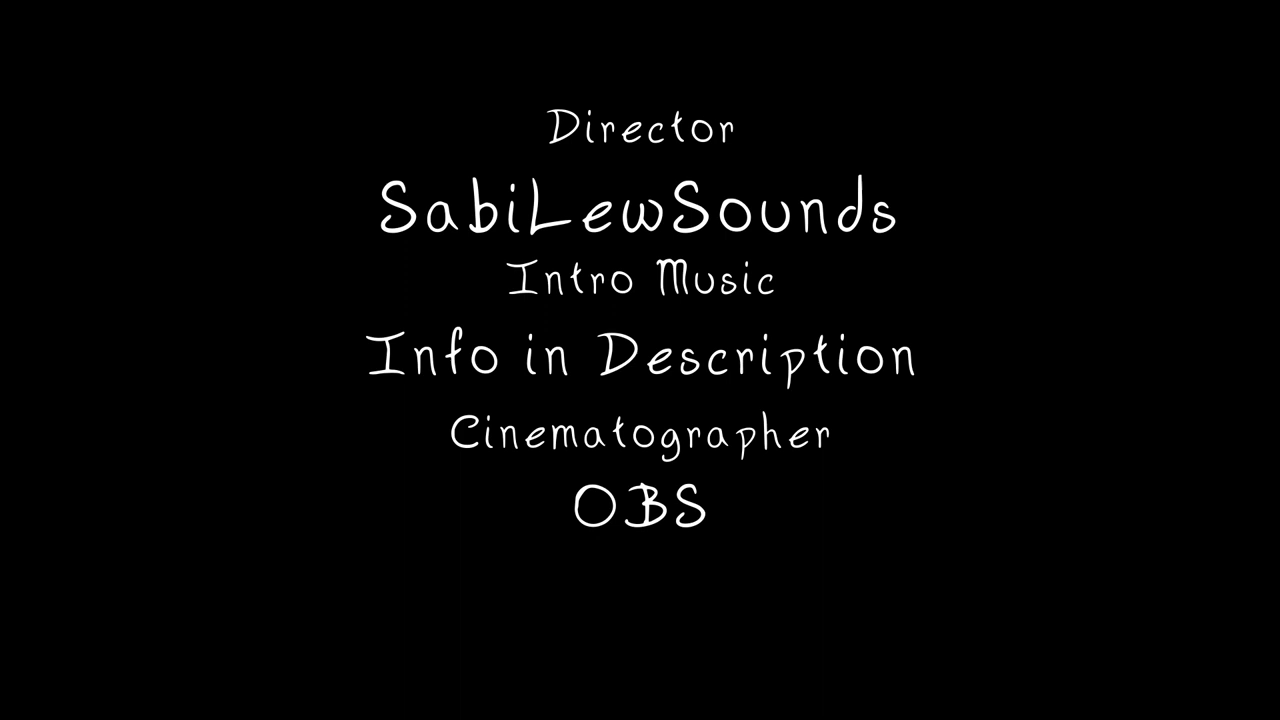 Director
SabiLewSounds
Intro Music
Info in Description
Cinematographer
OBS